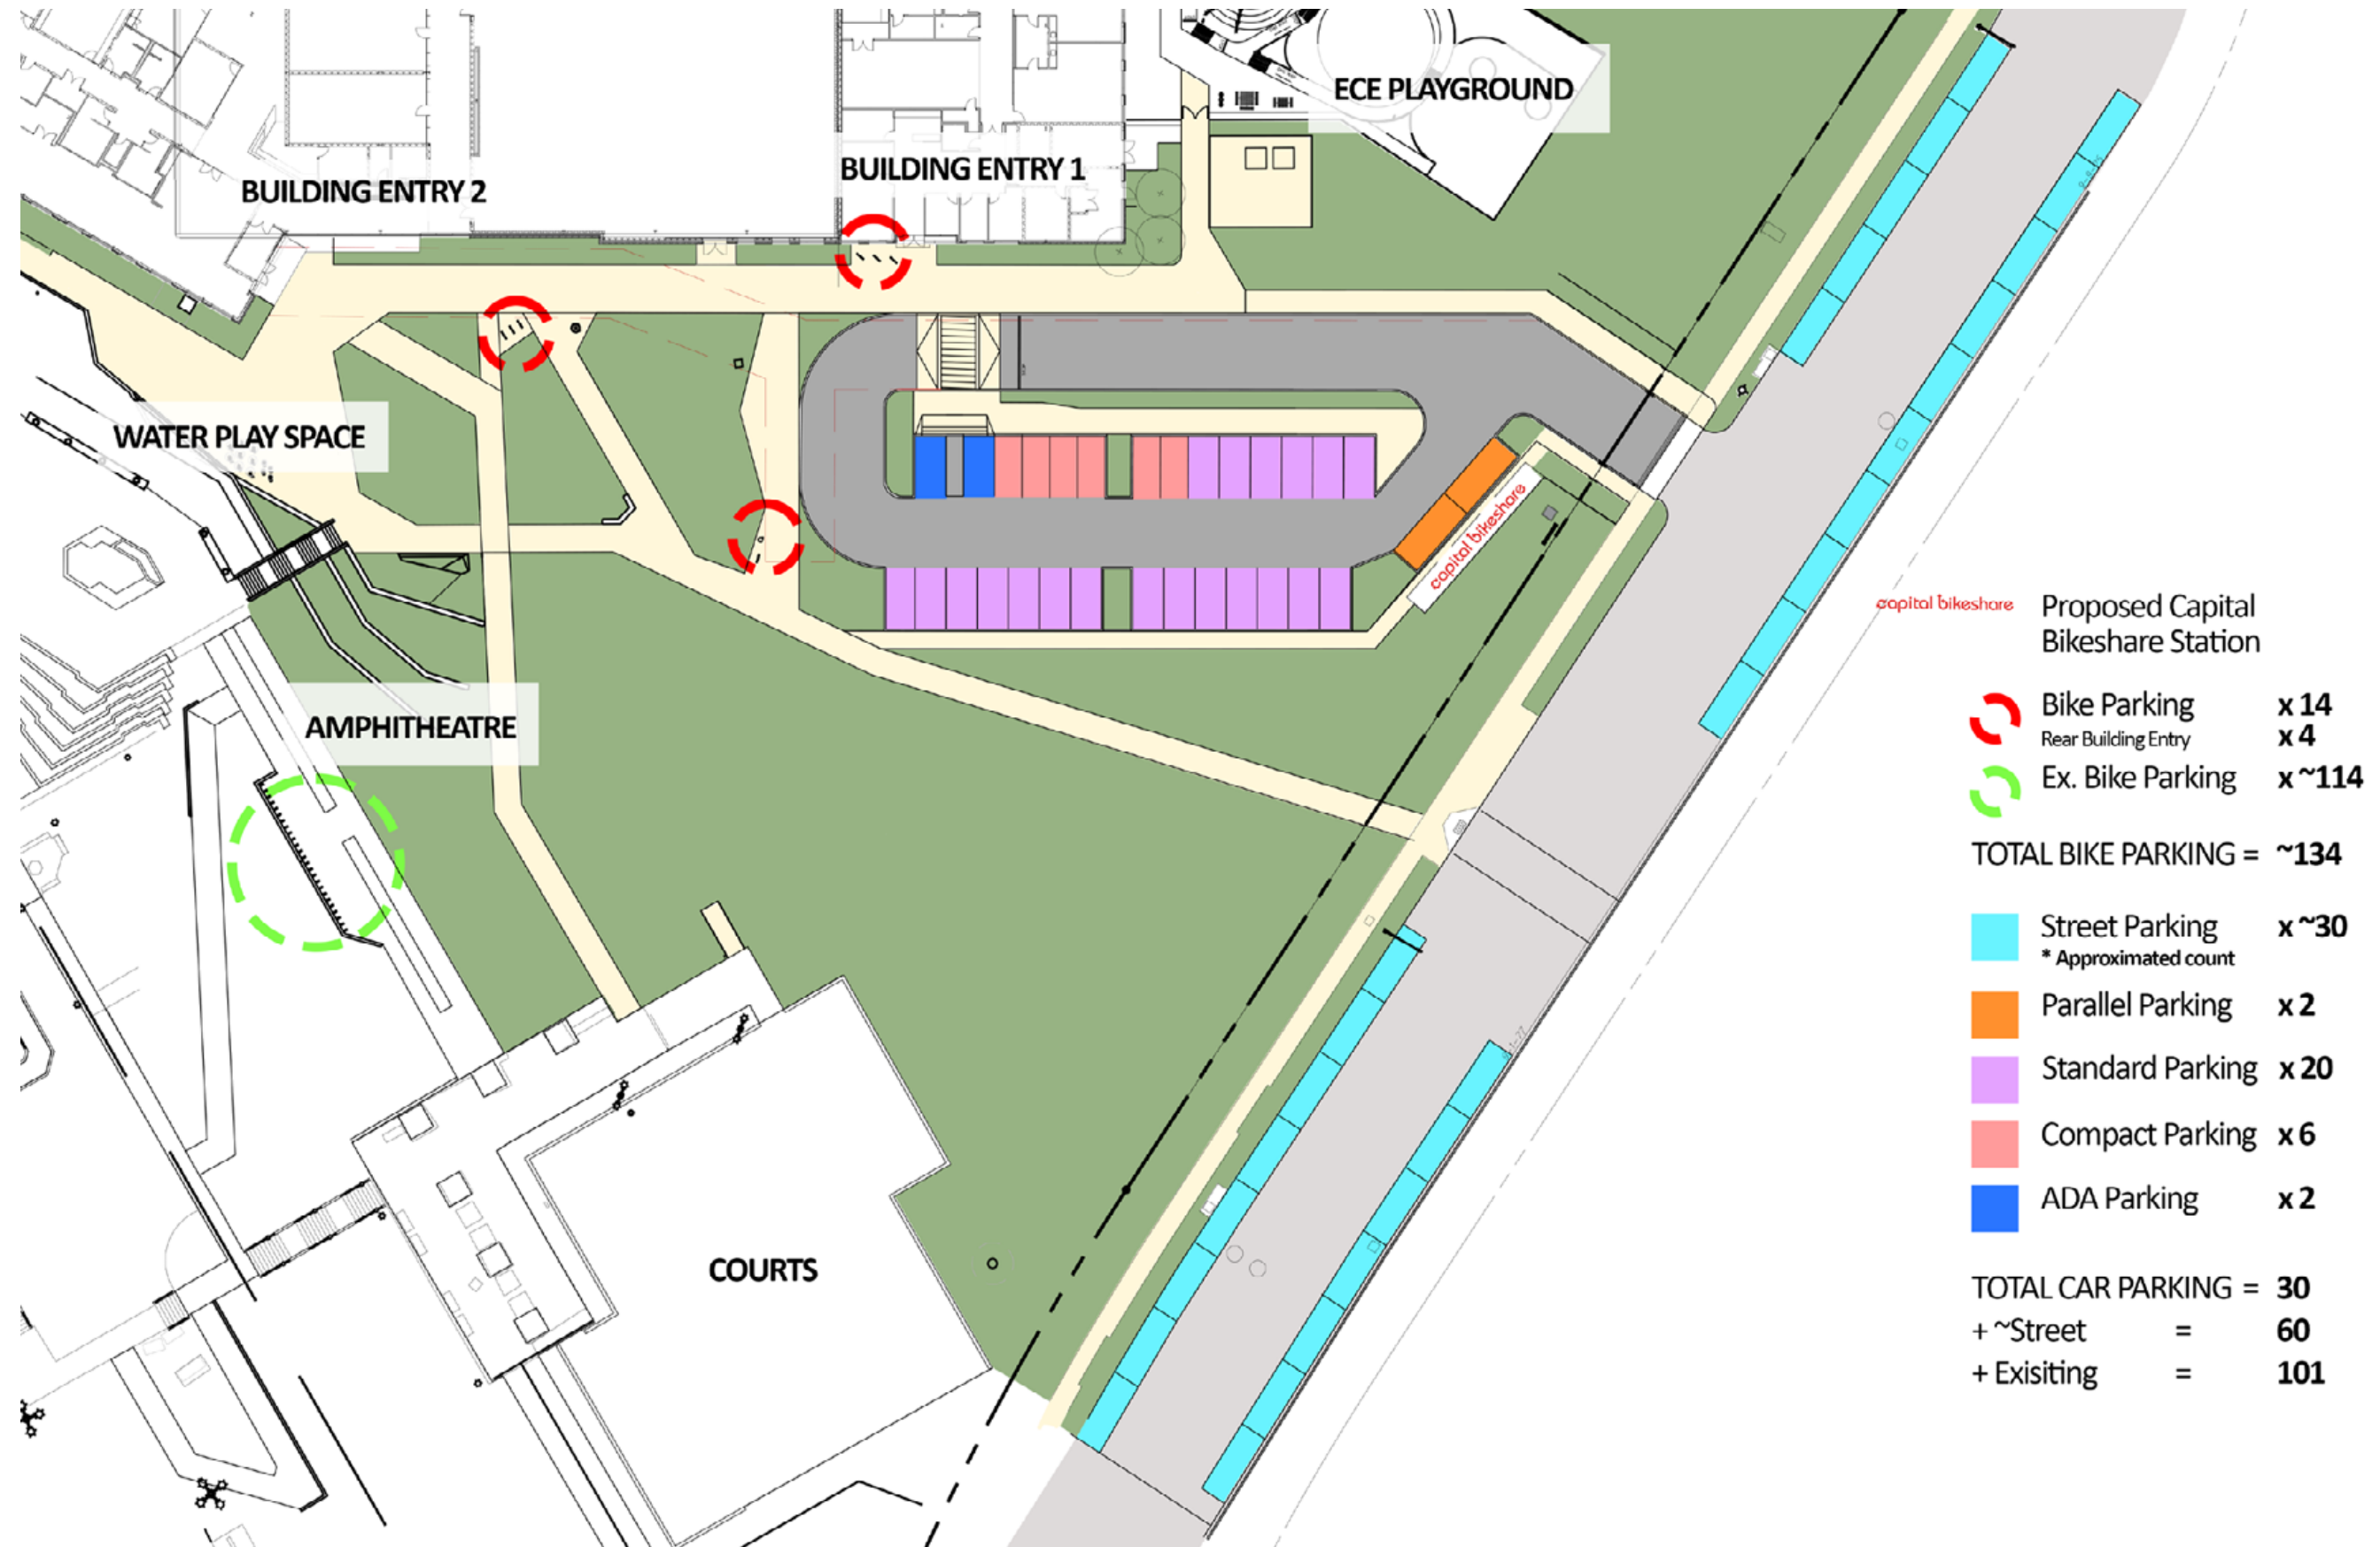 ECE PLAYGROUND
BUILDING ENTRY 1
BUILDING ENTRY 2
WATER PLAY SPACE
capital bikeshare
AMPHITHEATRE
COURTS
capital bikeshare Proposed Capital
Bikeshare Station
Bike Parking x 14
Rear Building Entry x 4
Ex. Bike Parking x ~114
TOTAL BIKE PARKING = ~134
Street Parking x ~30
* Approximated count
Parallel Parking x 2
Standard Parking x 20
Compact Parking x 6
ADA Parking x 2
TOTAL CAR PARKING = 30
+ ~Street = 60
+ Exisiting = 101